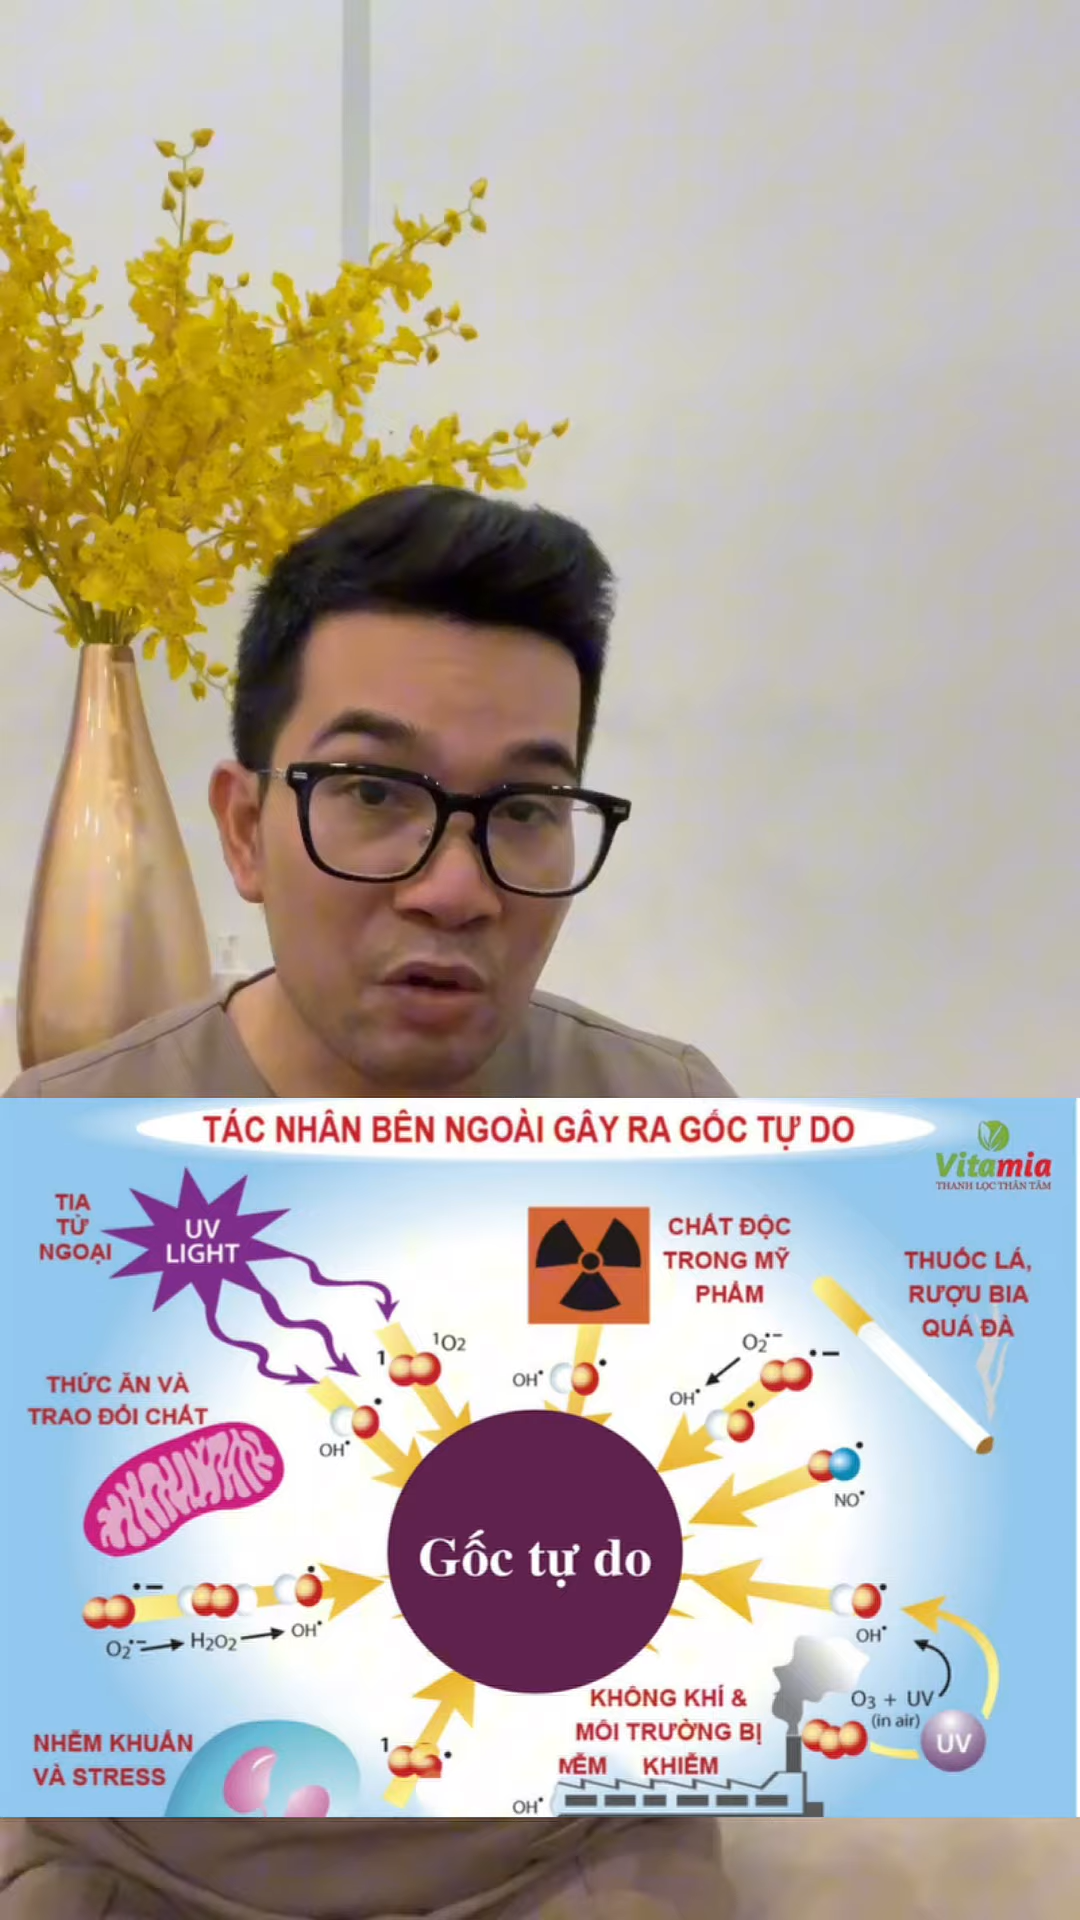 TÁC NHÂN BÊN NGOÀI GÂY RA GỐC TỰ DO
Vitamia
THANH LỌC THÂN TÂM
TIA
TỬ
NGOẠI
UV
LIGHT
CHẤT ĐỘC
TRONG MỸ
PHẨM
THUỐC LÁ,
RƯỢU BIA
QUÁ ĐÀ
¹O2
1
OH•
OH•
O2•−
OH•
THỨC ĂN VÀ
TRAO ĐỔI CHẤT
NO•
Gốc tự do
O2•− → H2O2 → OH•
OH•
KHÔNG KHÍ &
MÔI TRƯỜNG BỊ
MỄM KHIỄM
O3 + UV
(in air)
UV
NHIỄM KHUẨN
VÀ STRESS
1
OH•